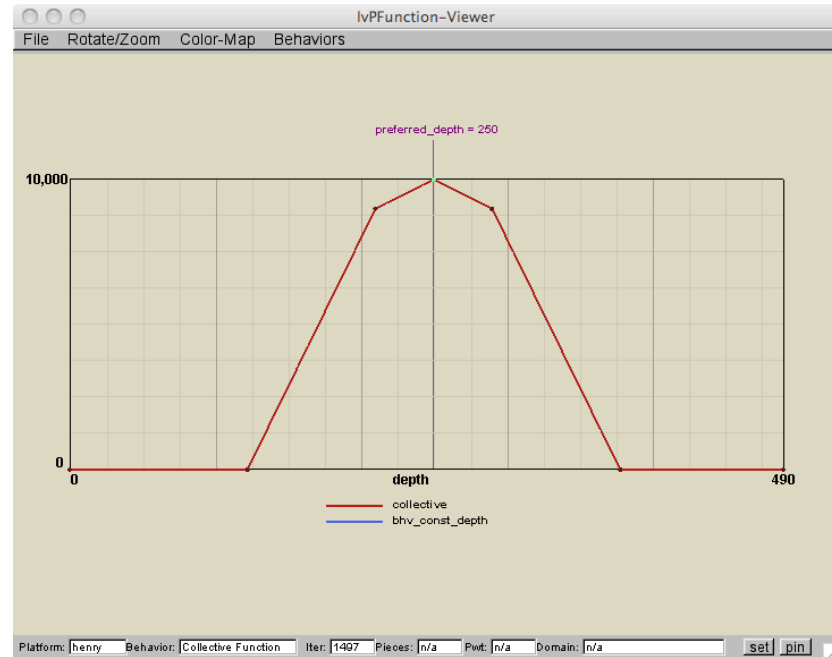 IvPFunction-Viewer
File Rotate/Zoom Color-Map Behaviors
preferred_depth = 250
10,000
0
0 depth 490
collective
bhv_const_depth
Platform: henry Behavior: Collective Function Iter: 1497 Pieces: n/a Pwt: n/a Domain: n/a set pin